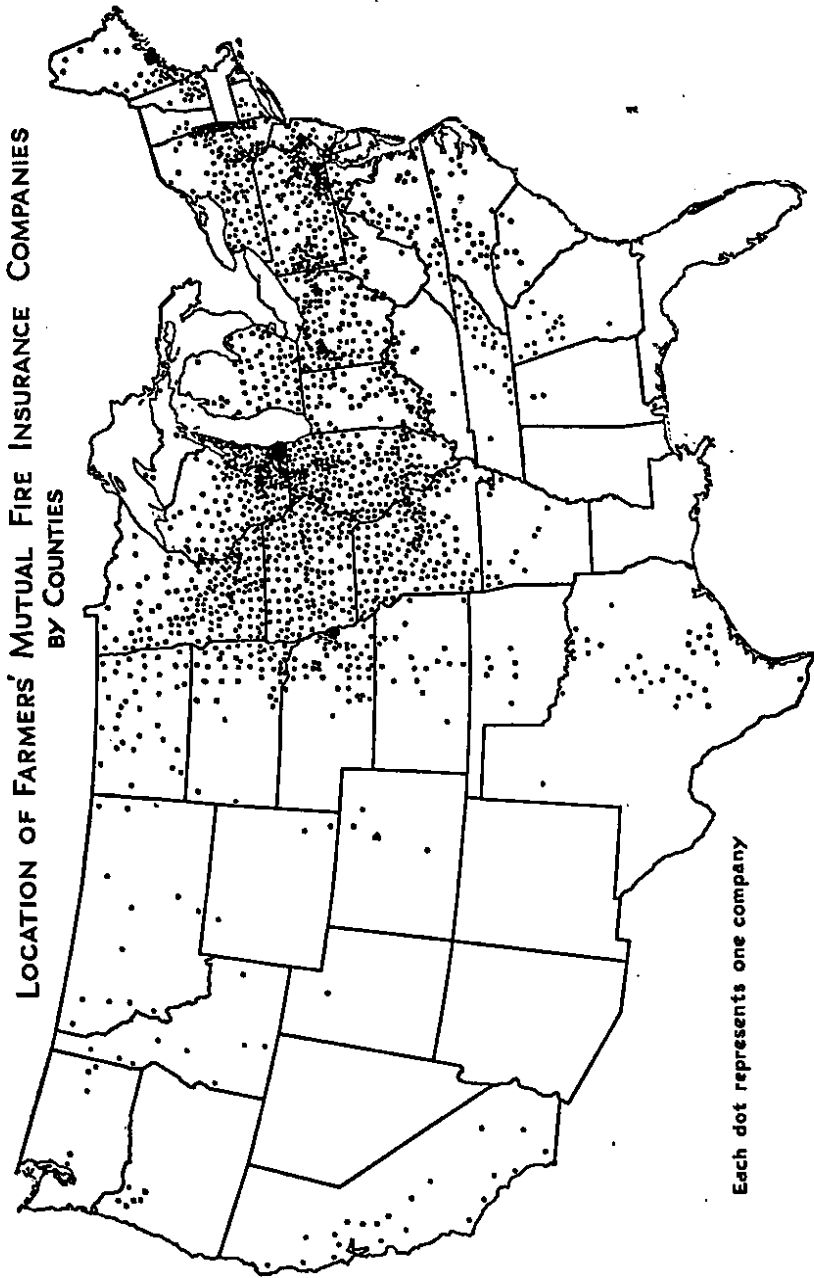 LOCATION OF FARMERS' MUTUAL FIRE INSURANCE COMPANIES
BY COUNTIES
Each dot represents one company